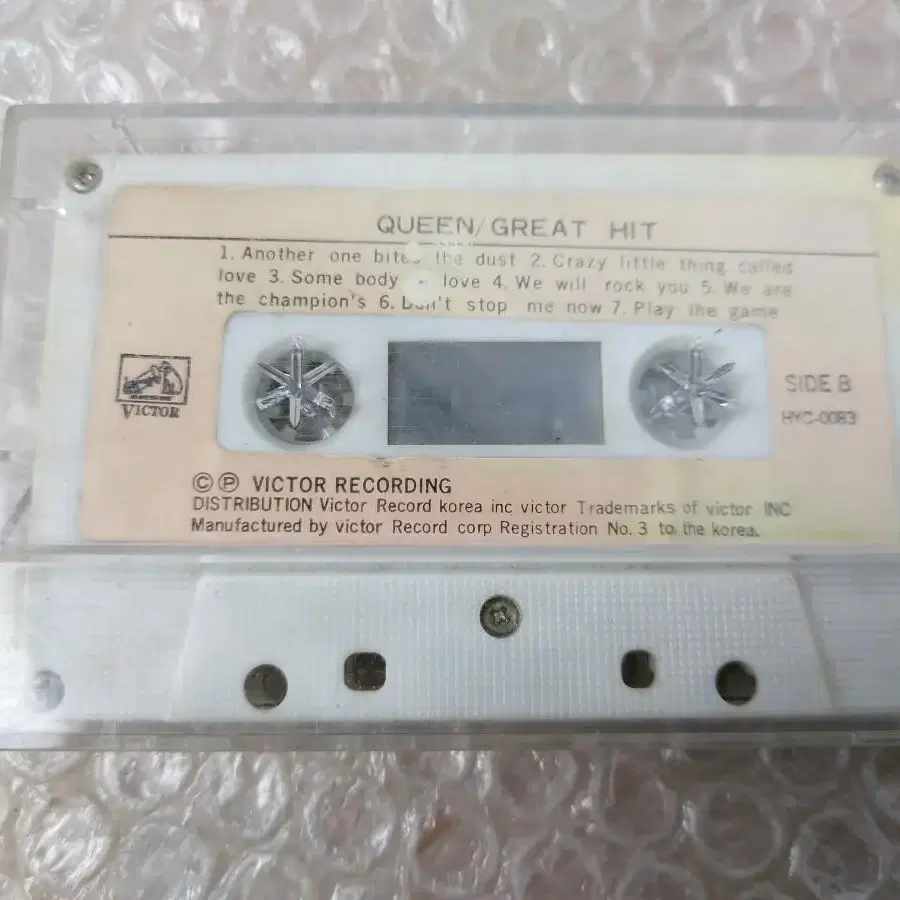 QUEEN/GREAT HIT
1. Another one bites the dust 2. Crazy little thing called
love 3. Some body love 4. We will rock you 5. We are
the champion's 6. Don't stop me now 7. Play the game
VICTOR
SIDE B
HYC-0083
©℗ VICTOR RECORDING
DISTRIBUTION Victor Record korea inc victor Trademarks of victor INC
Manufactured by victor Record corp Registration No. 3 to the korea.